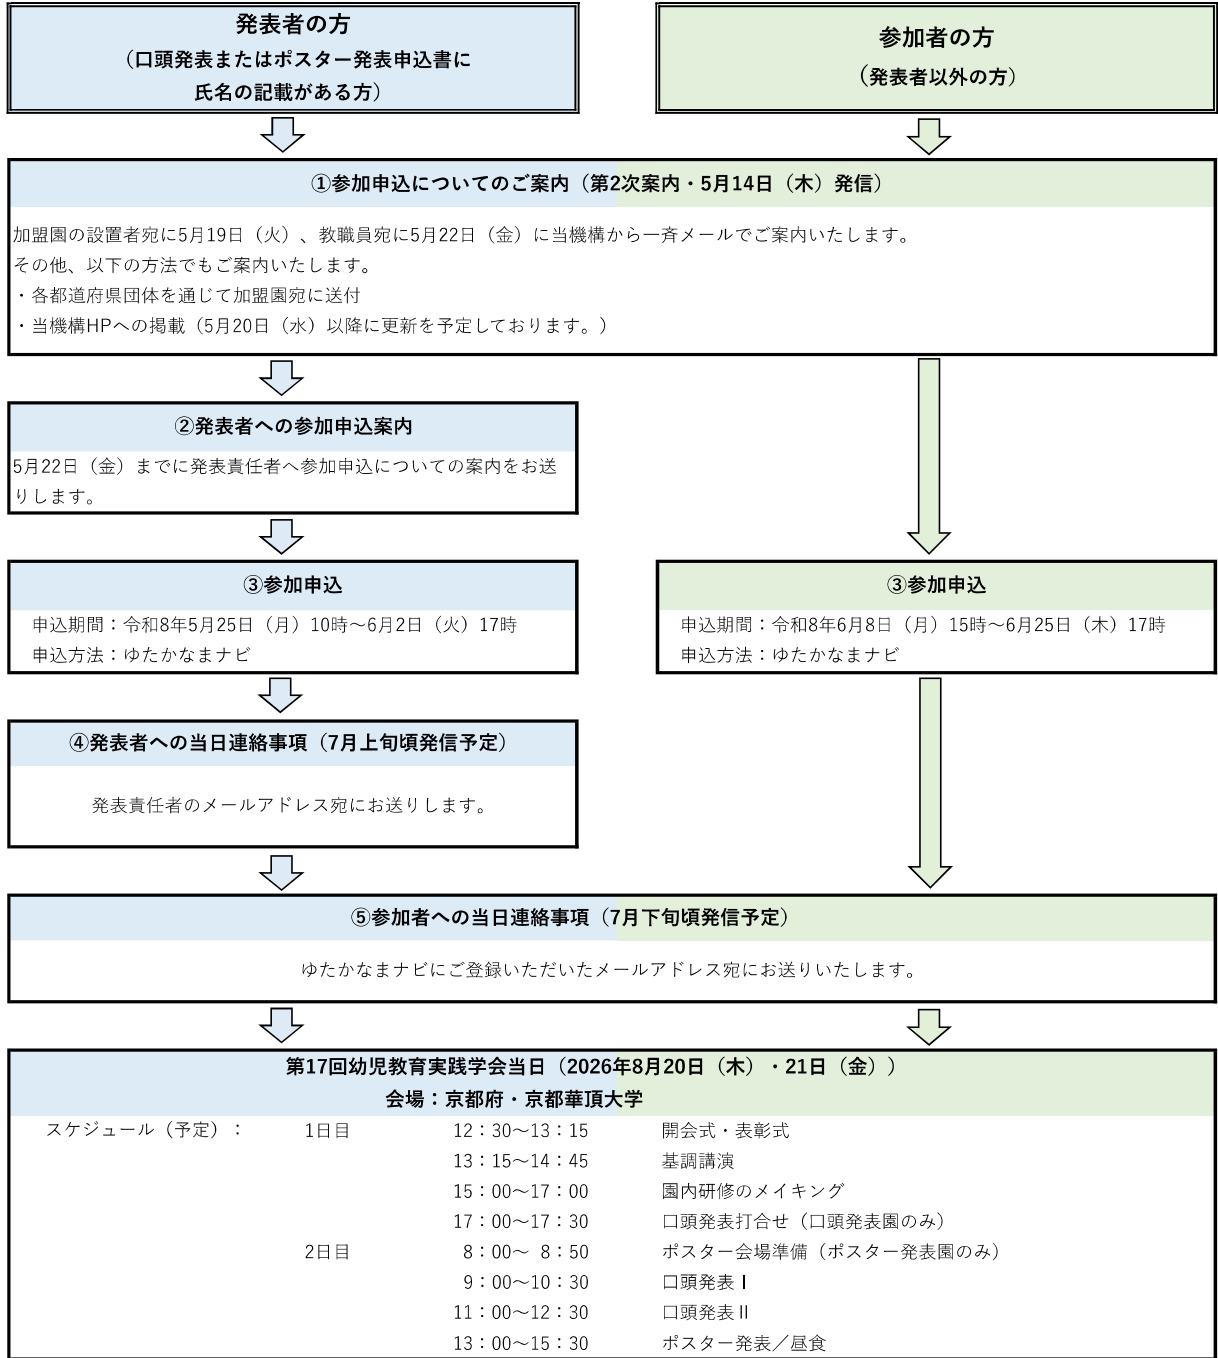 発表者の方
（口頭発表またはポスター発表申込書に
氏名の記載がある方）
参加者の方
（発表者以外の方）
①参加申込についてのご案内（第2次案内・5月14日（木）発信）
加盟園の設置者宛に5月19日（火）、教職員宛に5月22日（金）に当機構から一斉メールでご案内いたします。
その他、以下の方法でもご案内いたします。
・各都道府県団体を通じて加盟園宛に送付
・当機構HPへの掲載（5月20日（水）以降に更新を予定しております。）
②発表者への参加申込案内
5月22日（金）までに発表責任者へ参加申込についての案内をお送
りします。
③参加申込
申込期間：令和8年5月25日（月）10時～6月2日（火）17時
申込方法：ゆたかなまナビ
③参加申込
申込期間：令和8年6月8日（月）15時～6月25日（木）17時
申込方法：ゆたかなまナビ
④発表者への当日連絡事項（7月上旬頃発信予定）
発表責任者のメールアドレス宛にお送りします。
⑤参加者への当日連絡事項（7月下旬頃発信予定）
ゆたかなまナビにご登録いただいたメールアドレス宛にお送りいたします。
第17回幼児教育実践学会当日（2026年8月20日（木）・21日（金））
会場：京都府・京都華頂大学
スケジュール（予定）： 1日目 12：30～13：15 開会式・表彰式
13：15～14：45 基調講演
15：00～17：00 園内研修のメイキング
17：00～17：30 口頭発表打合せ（口頭発表園のみ）
2日目 8：00～ 8：50 ポスター会場準備（ポスター発表園のみ）
9：00～10：30 口頭発表Ⅰ
11：00～12：30 口頭発表Ⅱ
13：00～15：30 ポスター発表／昼食